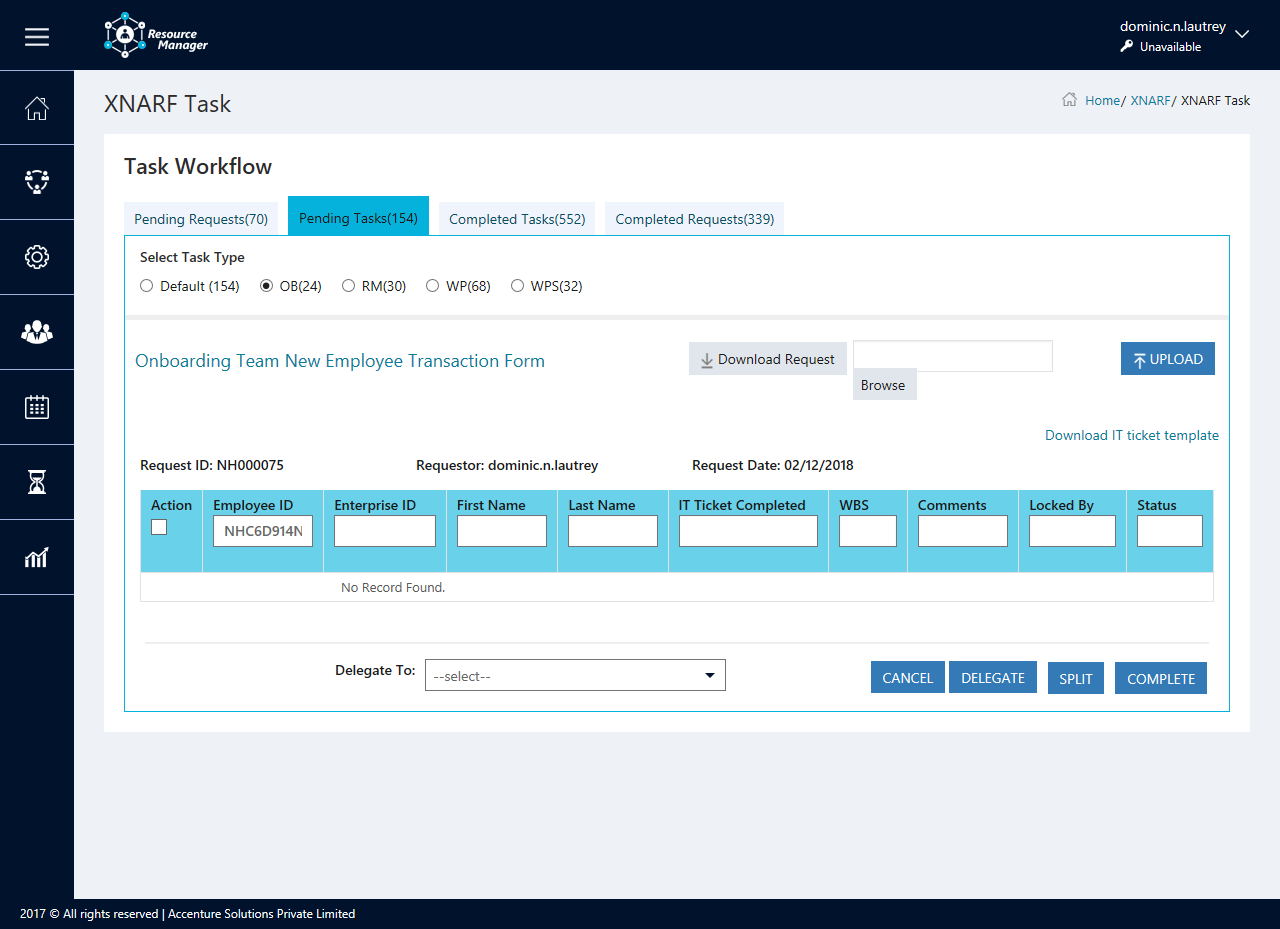 Resource
Manager
dominic.n.lautrey
Unavailable
XNARF Task
Home/ XNARF/ XNARF Task
Task Workflow
Pending Requests(70) Pending Tasks(154) Completed Tasks(552) Completed Requests(339)
Select Task Type
Default (154) OB(24) RM(30) WP(68) WPS(32)
Onboarding Team New Employee Transaction Form
Download Request
UPLOAD
Browse
Download IT ticket template
Request ID: NH000075 Requestor: dominic.n.lautrey Request Date: 02/12/2018
Action Employee ID Enterprise ID First Name Last Name IT Ticket Completed WBS Comments Locked By Status
NHC6D914N
No Record Found.
Delegate To: --select-- CANCEL DELEGATE SPLIT COMPLETE
2017 © All rights reserved | Accenture Solutions Private Limited